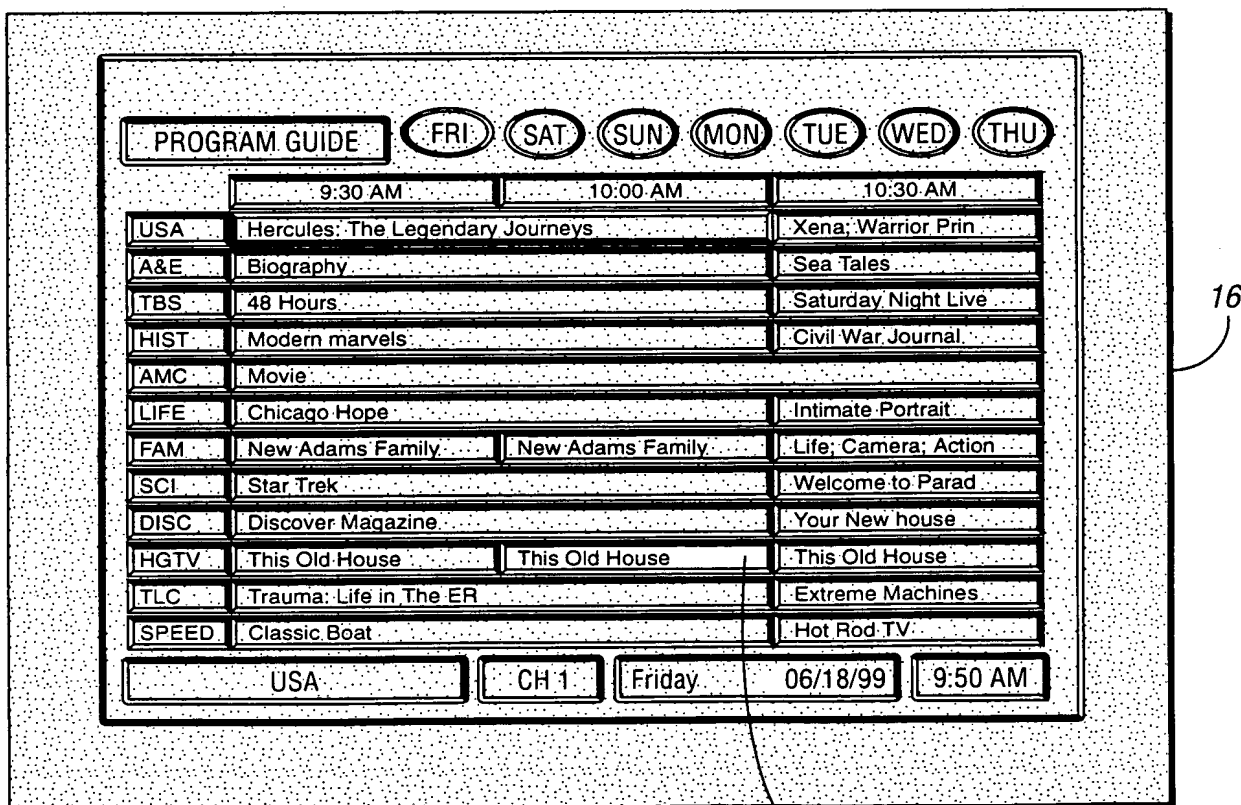 PROGRAM GUIDE FRI SAT SUN MON TUE WED THU
9:30 AM 10:00 AM 10:30 AM
USA Hercules: The Legendary Journeys Xena; Warrior Prin
A&E Biography Sea Tales
TBS 48 Hours Saturday Night Live
HIST Modern marvels Civil War Journal
AMC Movie
LIFE Chicago Hope Intimate Portrait
FAM New Adams Family New Adams Family Life; Camera; Action
SCI Star Trek Welcome to Parad
DISC Discover Magazine Your New house
HGTV This Old House This Old House This Old House
TLC Trauma: Life in The ER Extreme Machines
SPEED Classic Boat Hot Rod TV
USA CH 1 Friday 06/18/99 9:50 AM
16